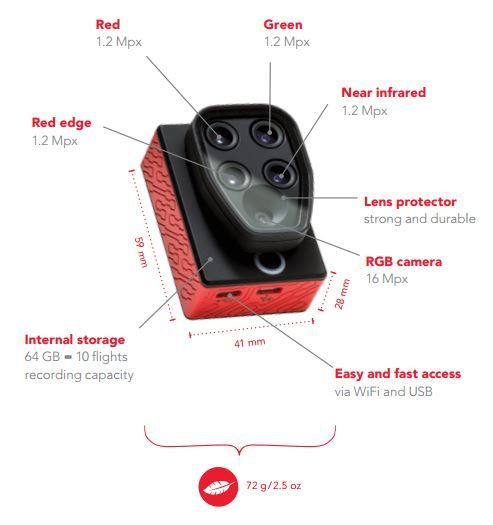 Red
1.2 Mpx
Green
1.2 Mpx
Near infrared
1.2 Mpx
Red edge
1.2 Mpx
Lens protector
strong and durable
RGB camera
16 Mpx
59 mm
28 mm
41 mm
Internal storage
64 GB = 10 flights
recording capacity
Easy and fast access
via WiFi and USB
72 g/2.5 oz